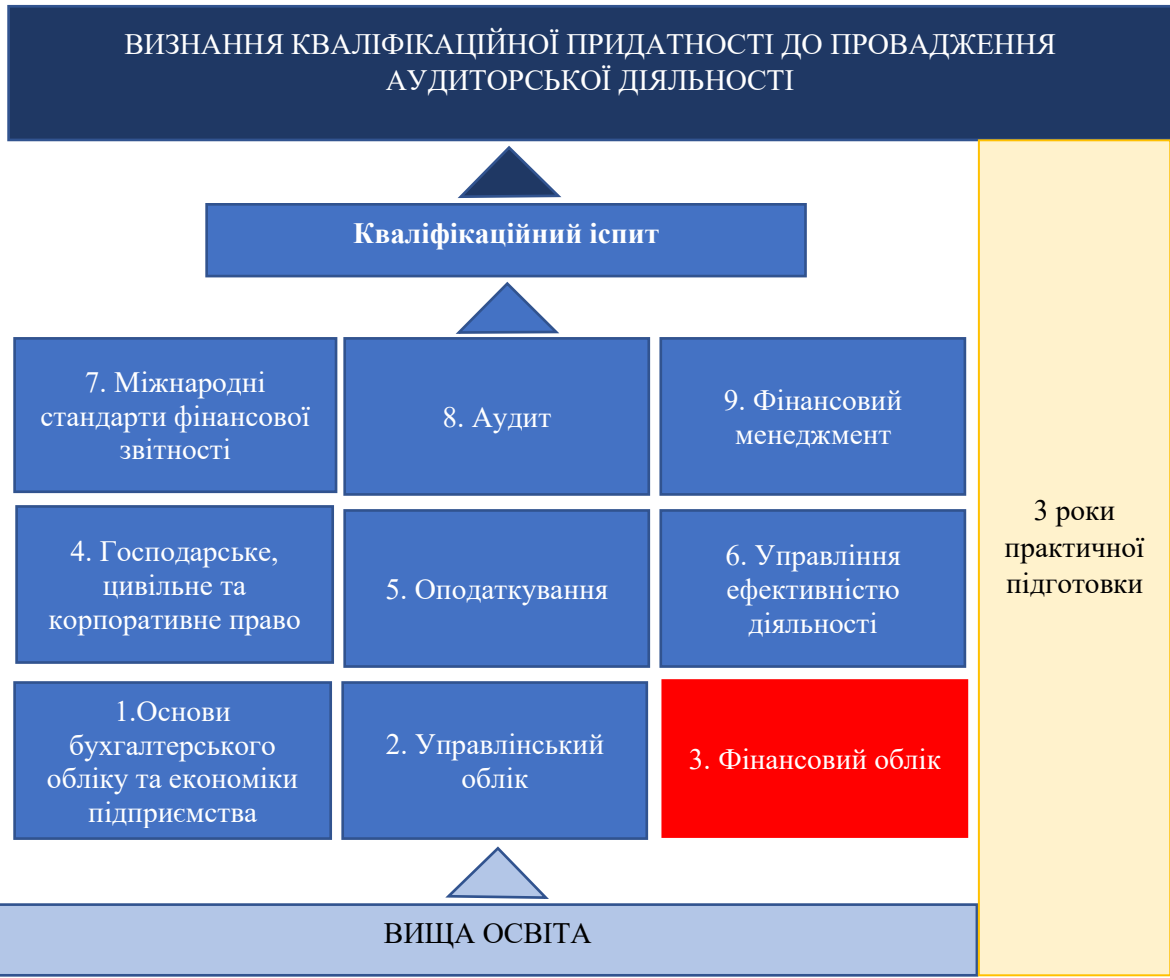 ВИЗНАННЯ КВАЛІФІКАЦІЙНОЇ ПРИДАТНОСТІ ДО ПРОВАДЖЕННЯ
АУДИТОРСЬКОЇ ДІЯЛЬНОСТІ
Кваліфікаційний іспит
7. Міжнародні
стандарти фінансової
звітності
8. Аудит
9. Фінансовий
менеджмент
4. Господарське,
цивільне та
корпоративне право
5. Оподаткування
6. Управління
ефективністю
діяльності
1.Основи
бухгалтерського
обліку та економіки
підприємства
2. Управлінський
облік
3. Фінансовий облік
3 роки
практичної
підготовки
ВИЩА ОСВІТА